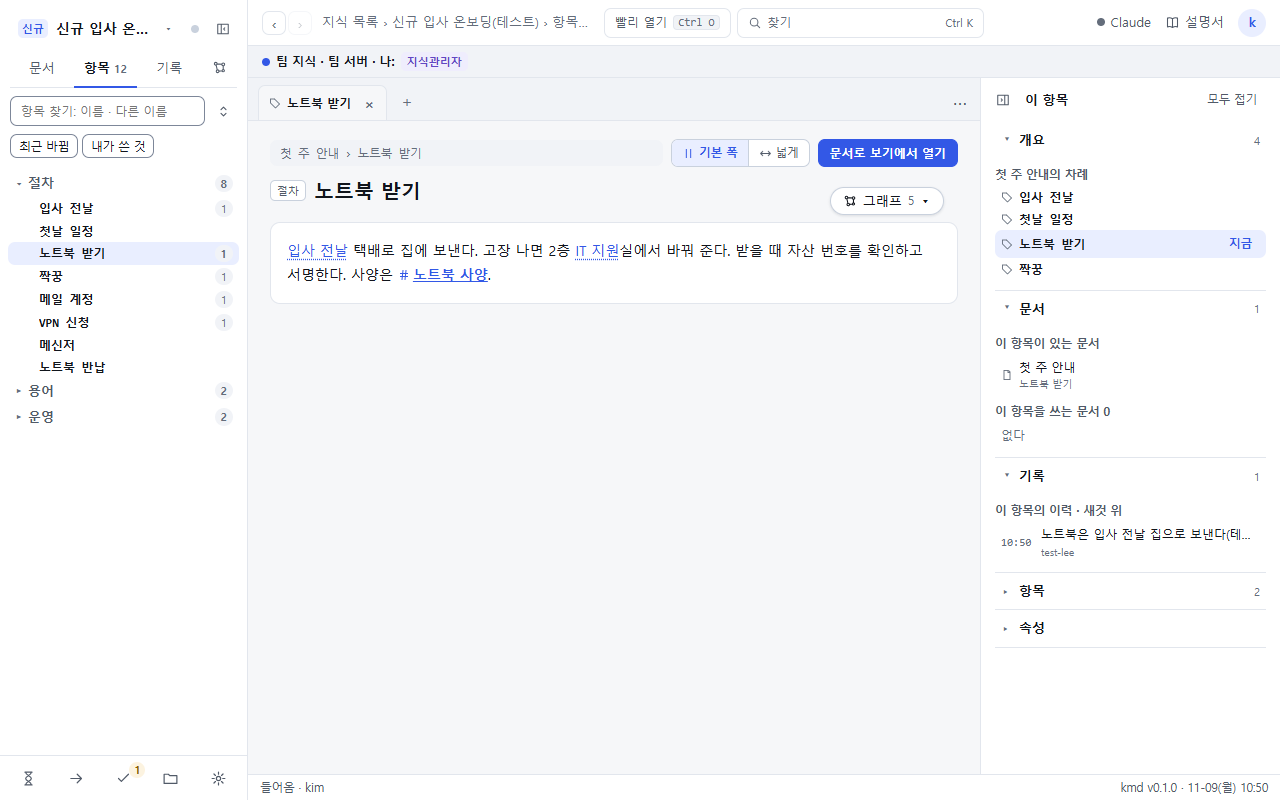 신규 신규 입사 온...
문서 항목 12 기록
항목 찾기: 이름 · 다른 이름
최근 바뀜 내가 쓴 것
절차 8
입사 전날 1
첫날 일정
노트북 받기 1
짝꿍 1
메일 계정 1
VPN 신청 1
메신저
노트북 반납
용어 2
운영 2
1
‹ › 지식 목록 › 신규 입사 온보딩(테스트) › 항목... 빨리 열기 Ctrl O 찾기 Ctrl K Claude 설명서 k
팀 지식 · 팀 서버 · 나: 지식관리자
노트북 받기 × + ...
첫 주 안내 › 노트북 받기 기본 폭 넓게 문서로 보기에서 열기
절차 노트북 받기
그래프 5
입사 전날 택배로 집에 보낸다. 고장 나면 2층 IT 지원실에서 바꿔 준다. 받을 때 자산 번호를 확인하고
서명한다. 사양은 # 노트북 사양.
이 항목 모두 접기
개요 4
첫 주 안내의 차례
입사 전날
첫날 일정
노트북 받기 지금
짝꿍
문서 1
이 항목이 있는 문서
첫 주 안내
노트북 받기
이 항목을 쓰는 문서 0
없다
기록 1
이 항목의 이력 · 새것 위
10:50 노트북은 입사 전날 집으로 보낸다(테...
test-lee
항목 2
속성
들어옴 · kim
kmd v0.1.0 · 11-09(월) 10:50